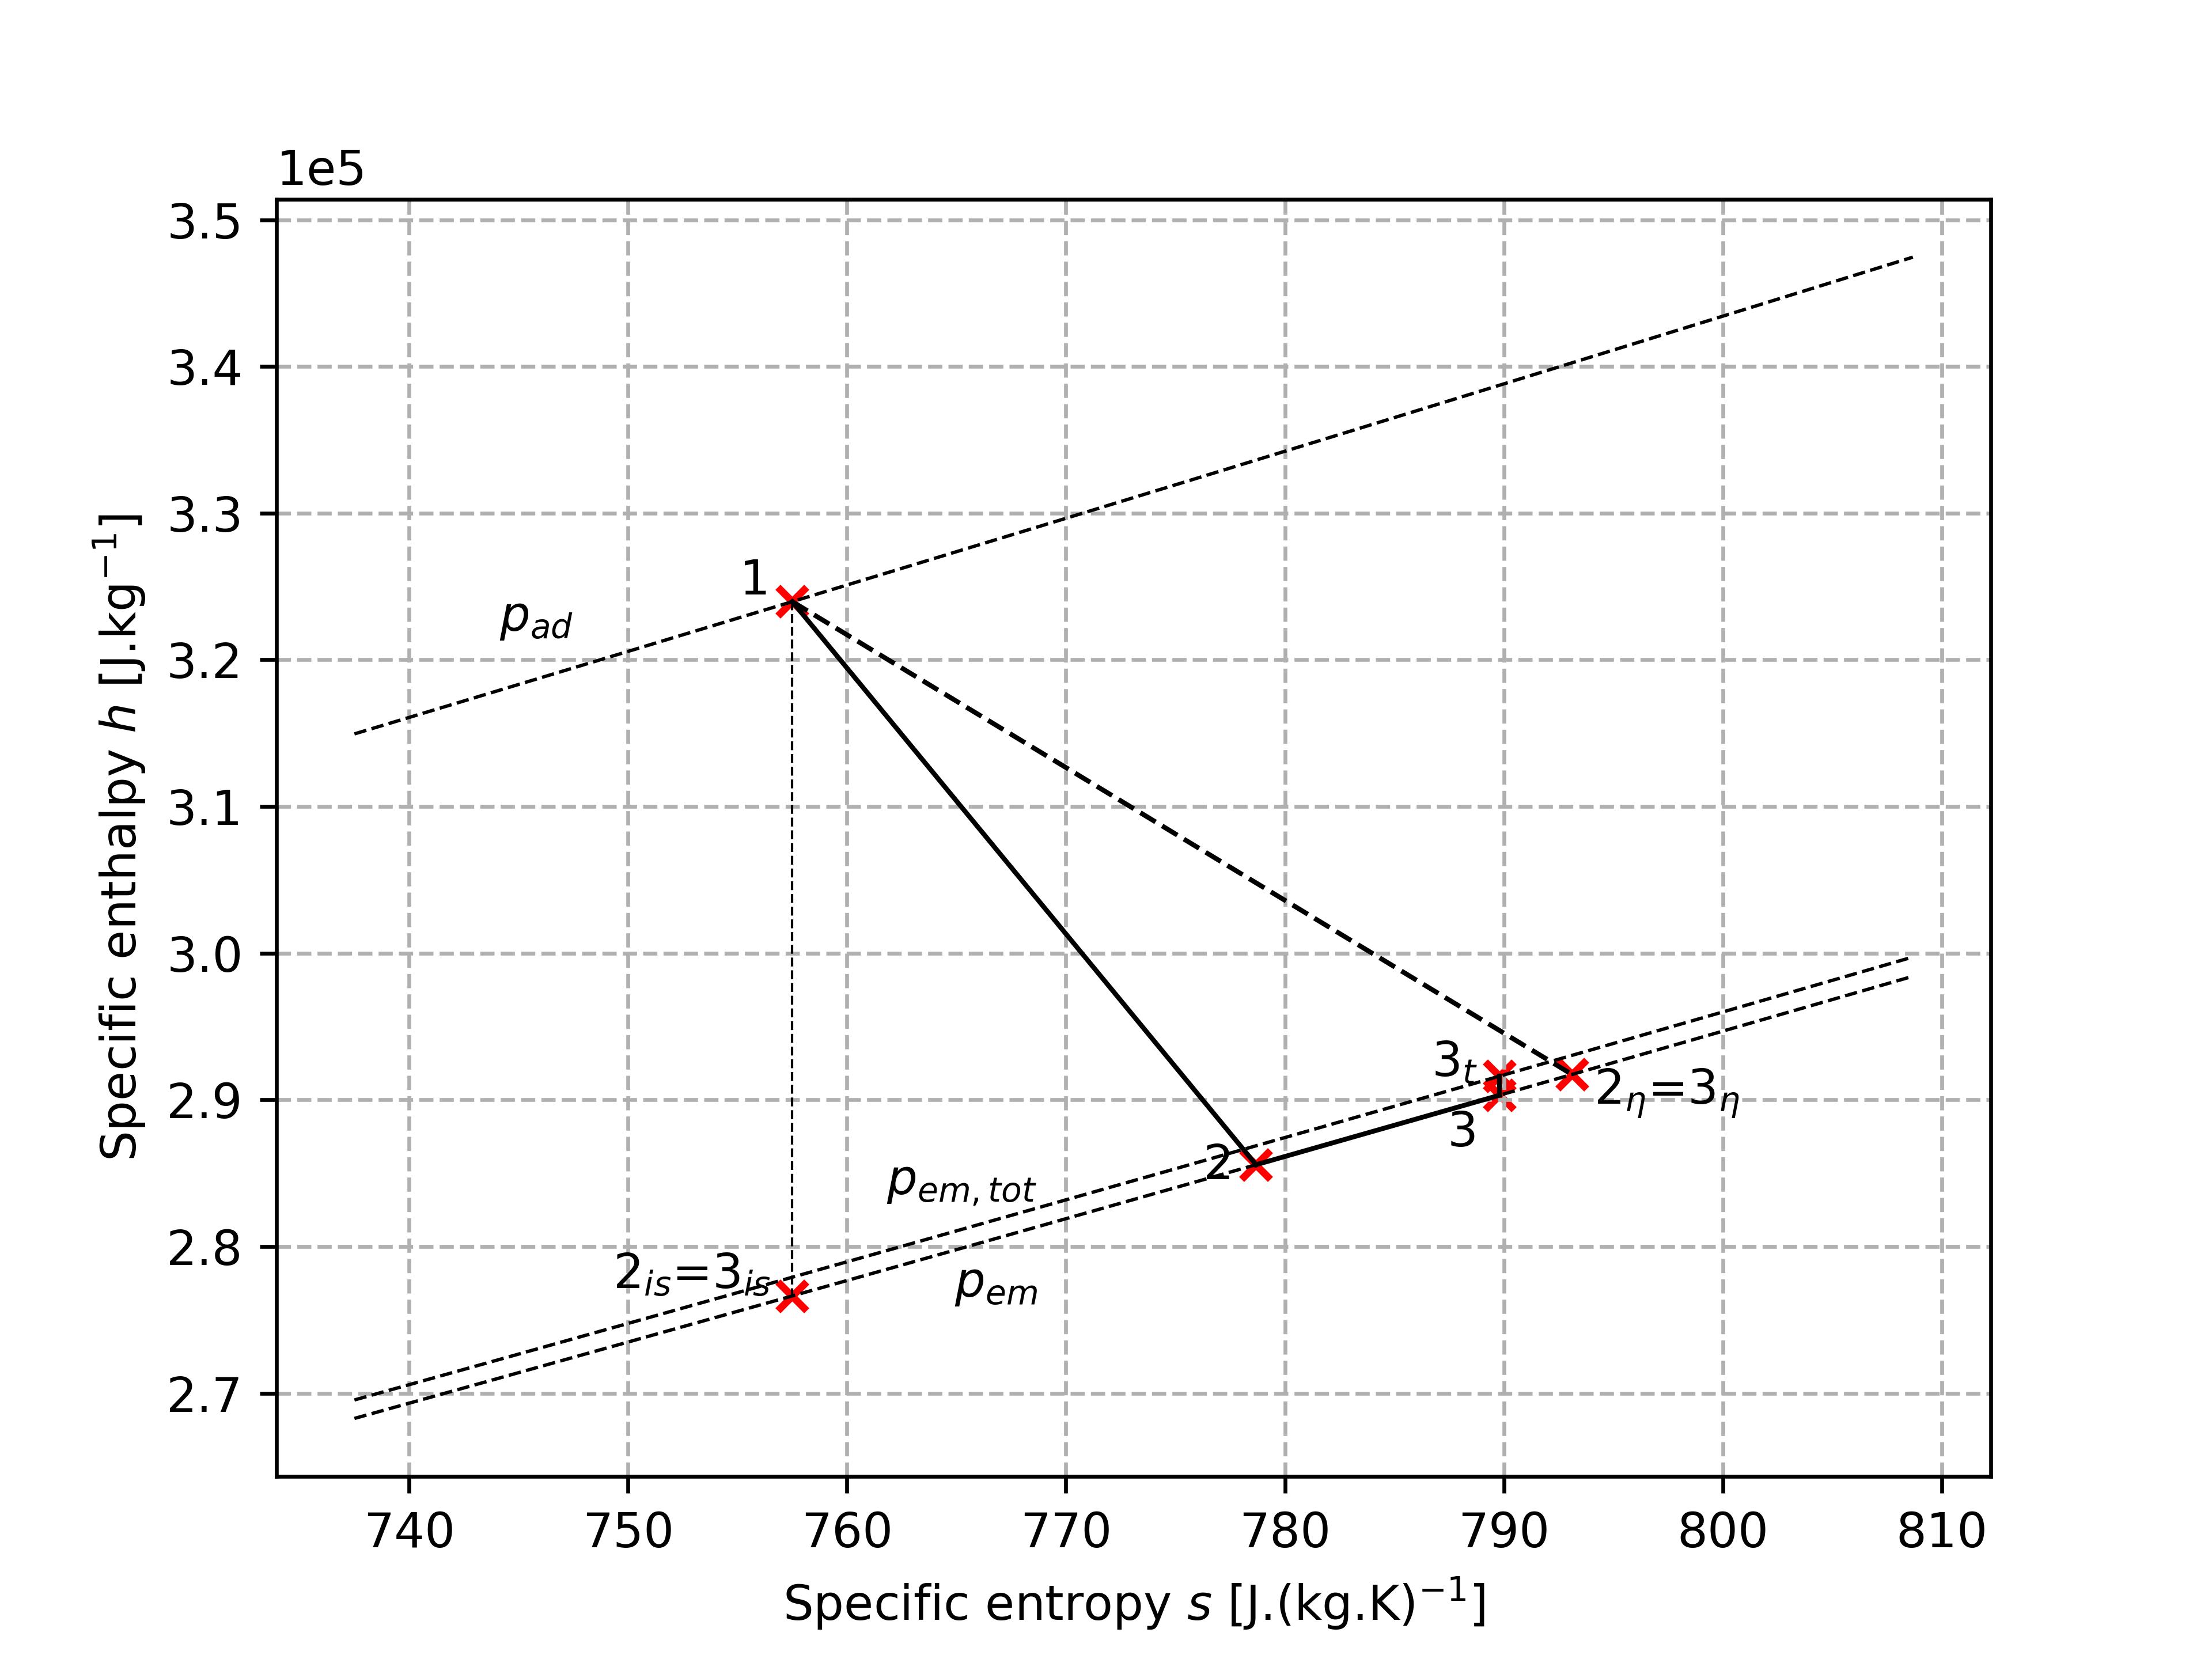 1e5
3.5
3.4
3.3
3.2
3.1
3.0
2.9
2.8
2.7
Specific enthalpy h [J.kg⁻¹]
1
p_ad
3_t
2_η=3_η
3
2
p_em,tot
2_is=3_is
p_em
740 750 760 770 780 790 800 810
Specific entropy s [J.(kg.K)⁻¹]